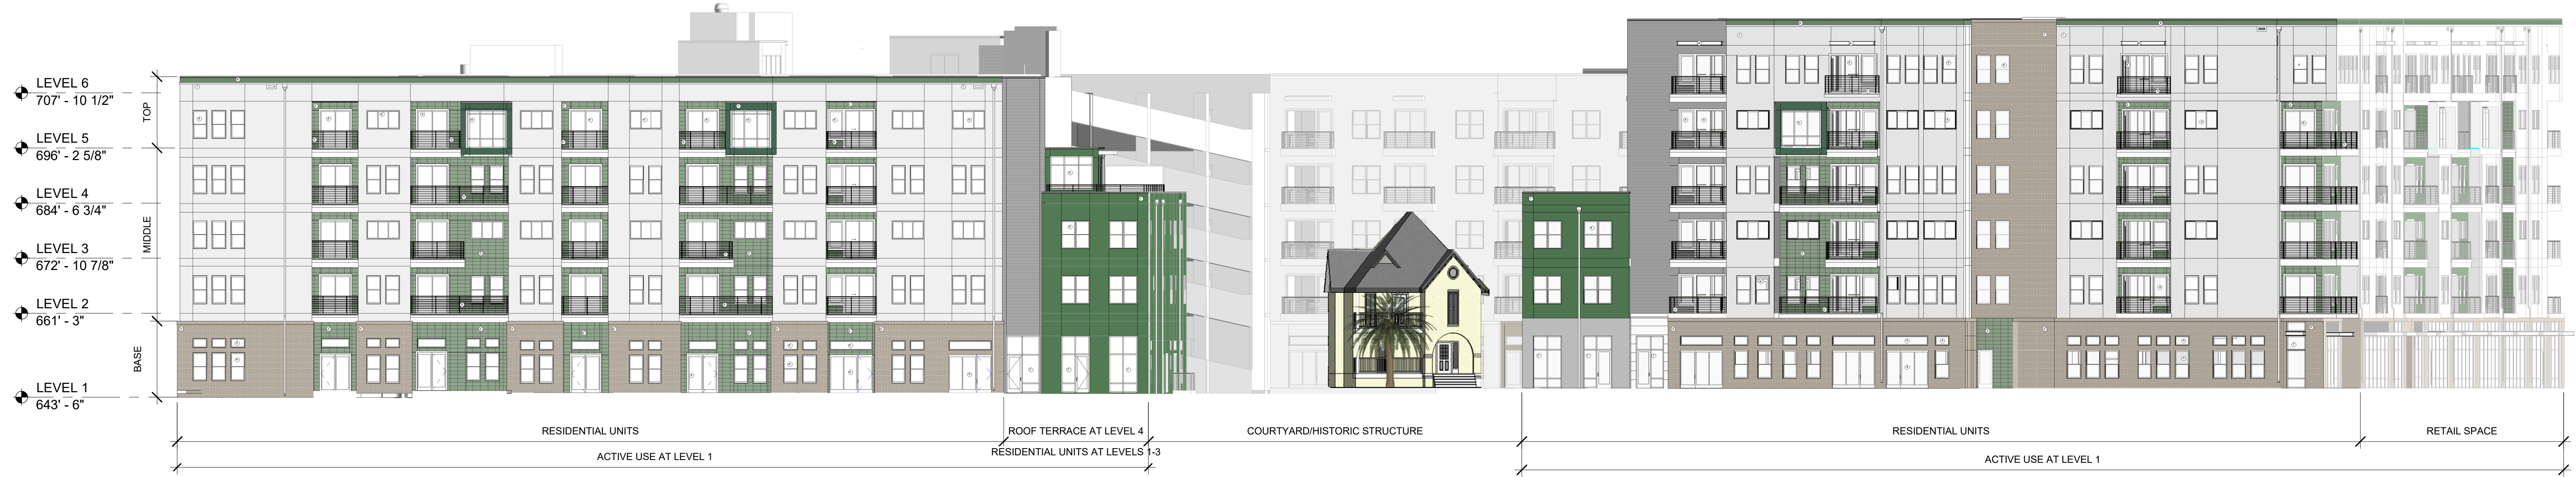 LEVEL 6
707' - 10 1/2"
LEVEL 5
696' - 2 5/8"
LEVEL 4
684' - 6 3/4"
LEVEL 3
672' - 10 7/8"
LEVEL 2
661' - 3"
LEVEL 1
643' - 6"
TOP
MIDDLE
BASE
RESIDENTIAL UNITS
ROOF TERRACE AT LEVEL 4
COURTYARD/HISTORIC STRUCTURE
RESIDENTIAL UNITS
RETAIL SPACE
RESIDENTIAL UNITS AT LEVELS 1-3
ACTIVE USE AT LEVEL 1
ACTIVE USE AT LEVEL 1